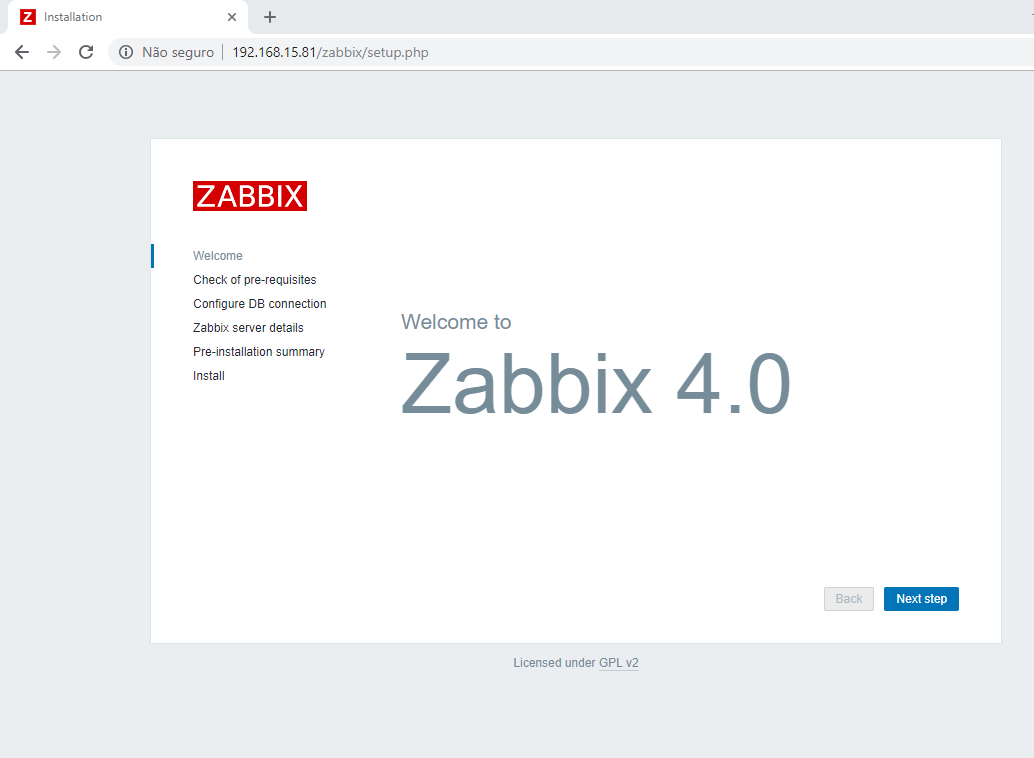 Z Installation
Não seguro 192.168.15.81/zabbix/setup.php
ZABBIX
Welcome
Check of pre-requisites
Configure DB connection
Zabbix server details
Pre-installation summary
Install
Welcome to
Zabbix 4.0
Back Next step
Licensed under GPL v2